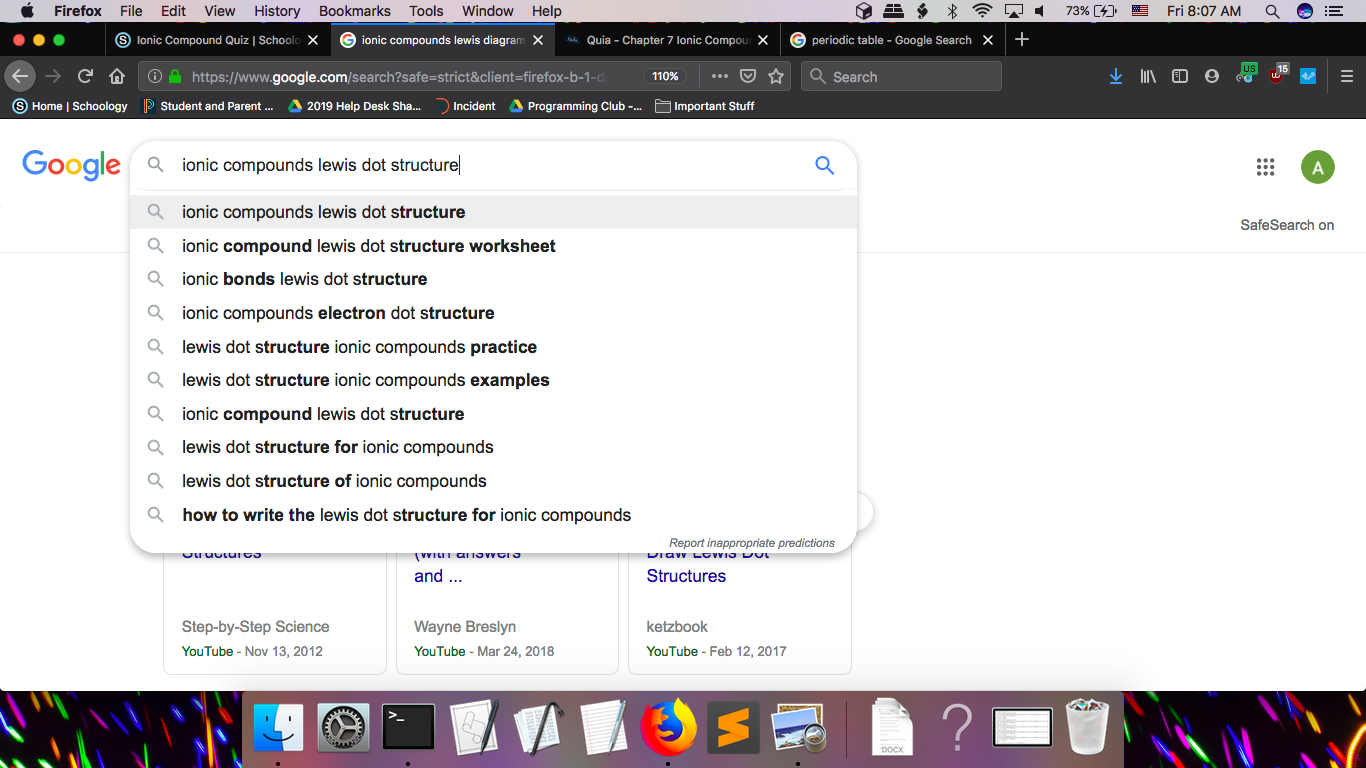 Firefox File Edit View History Bookmarks Tools Window Help 73% Fri 8:07 AM
Ionic Compound Quiz | Schoolo ionic compounds lewis diagram Quia - Chapter 7 Ionic Compou periodic table - Google Search
https://www.google.com/search?safe=strict&client=firefox-b-1-d 110% Search US 15
Home | Schoology Student and Parent ... 2019 Help Desk Sha... Incident Programming Club -... Important Stuff
Google ionic compounds lewis dot structure A
ionic compounds lewis dot structure
SafeSearch on
ionic compound lewis dot structure worksheet
ionic bonds lewis dot structure
ionic compounds electron dot structure
lewis dot structure ionic compounds practice
lewis dot structure ionic compounds examples
ionic compound lewis dot structure
lewis dot structure for ionic compounds
lewis dot structure of ionic compounds
how to write the lewis dot structure for ionic compounds
Report inappropriate predictions
Structures (with answers Draw Lewis Dot
and ... Structures
Step-by-Step Science Wayne Breslyn ketzbook
YouTube - Nov 13, 2012 YouTube - Mar 24, 2018 YouTube - Feb 12, 2017
>_ DOCX